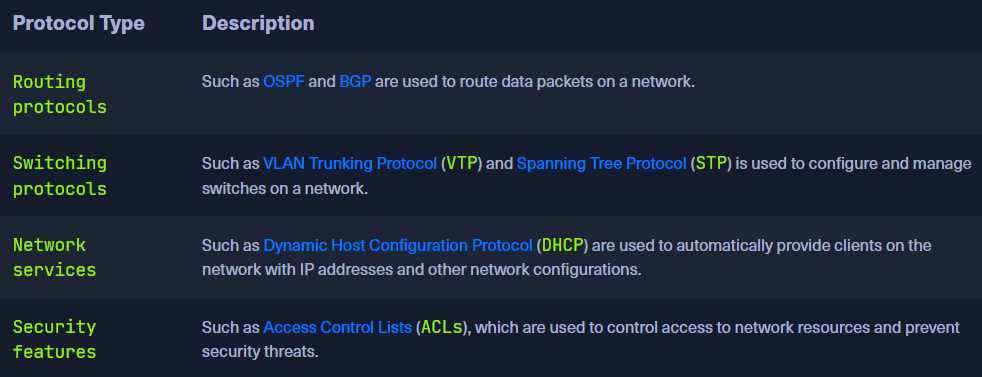 Protocol Type Description
Routing protocols Such as OSPF and BGP are used to route data packets on a network.
Switching protocols Such as VLAN Trunking Protocol (VTP) and Spanning Tree Protocol (STP) is used to configure and manage
switches on a network.
Network services Such as Dynamic Host Configuration Protocol (DHCP) are used to automatically provide clients on the
network with IP addresses and other network configurations.
Security features Such as Access Control Lists (ACLs), which are used to control access to network resources and prevent
security threats.